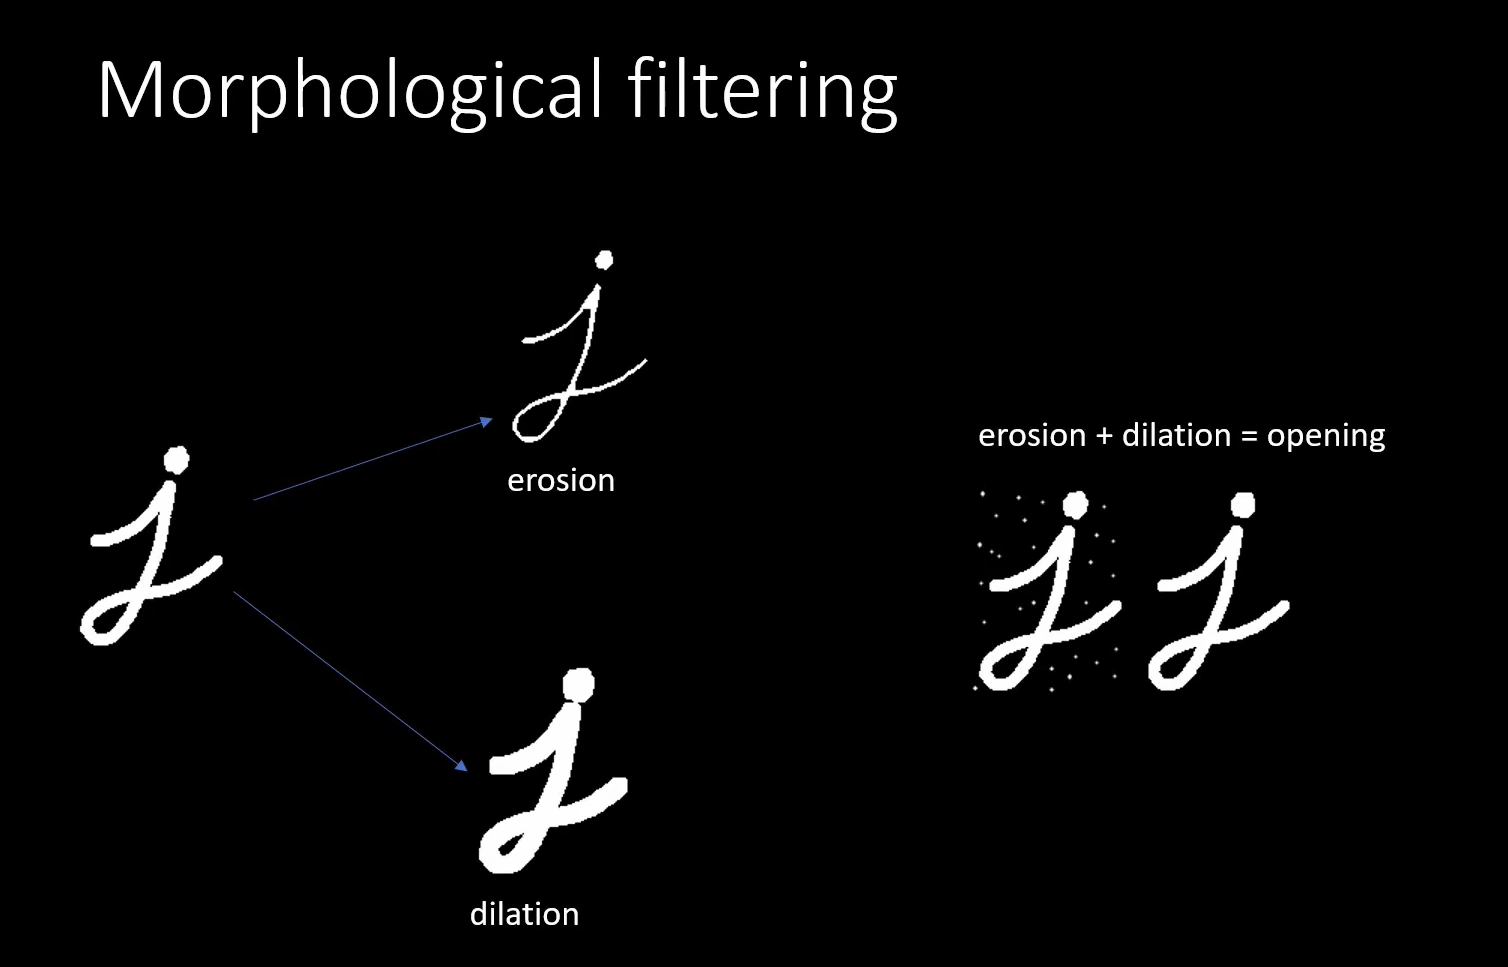 Morphological filtering
erosion
dilation
erosion + dilation = opening
j
j
j
j
j